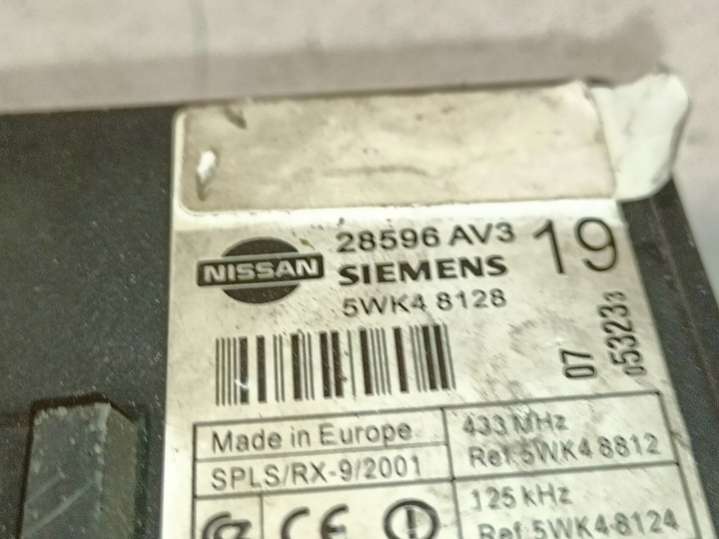 28596 AV3
19
NISSAN
SIEMENS
5WK4 8128
07
053233
Made in Europe
433 MHz
Ref:5WK4 8812
SPLS/RX-9/2001
125 kHz
CE
Ref:5WK4-8124